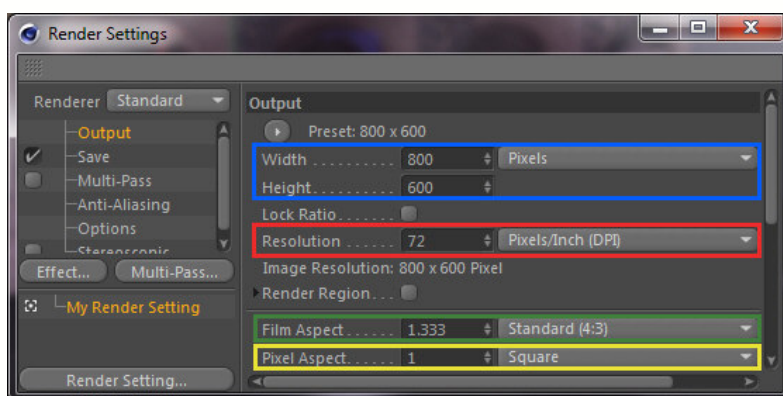 Render Settings
Renderer Standard
Output
Save
Multi-Pass
Anti-Aliasing
Options
Stereoscopic
Effect... Multi-Pass...
My Render Setting
Render Setting...
Output
Preset: 800 x 600
Width .......... 800 Pixels
Height.......... 600
Lock Ratio.......
Resolution ...... 72 Pixels/Inch (DPI)
Image Resolution: 800 x 600 Pixel
Render Region...
Film Aspect...... 1.333 Standard (4:3)
Pixel Aspect...... 1 Square